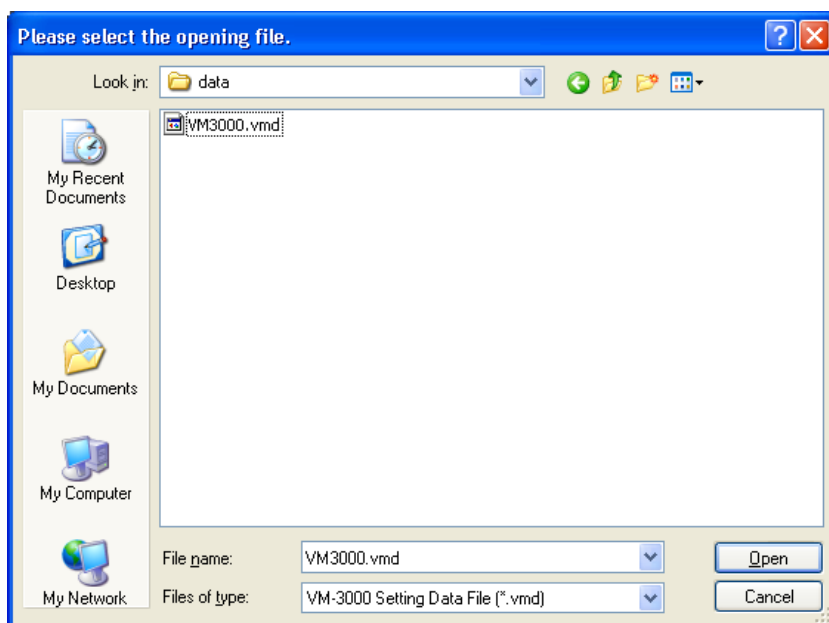 Please select the opening file.
Look in: data
VM3000.vmd
My Recent
Documents
Desktop
My Documents
My Computer
My Network
File name: VM3000.vmd Open
Files of type: VM-3000 Setting Data File (*.vmd) Cancel